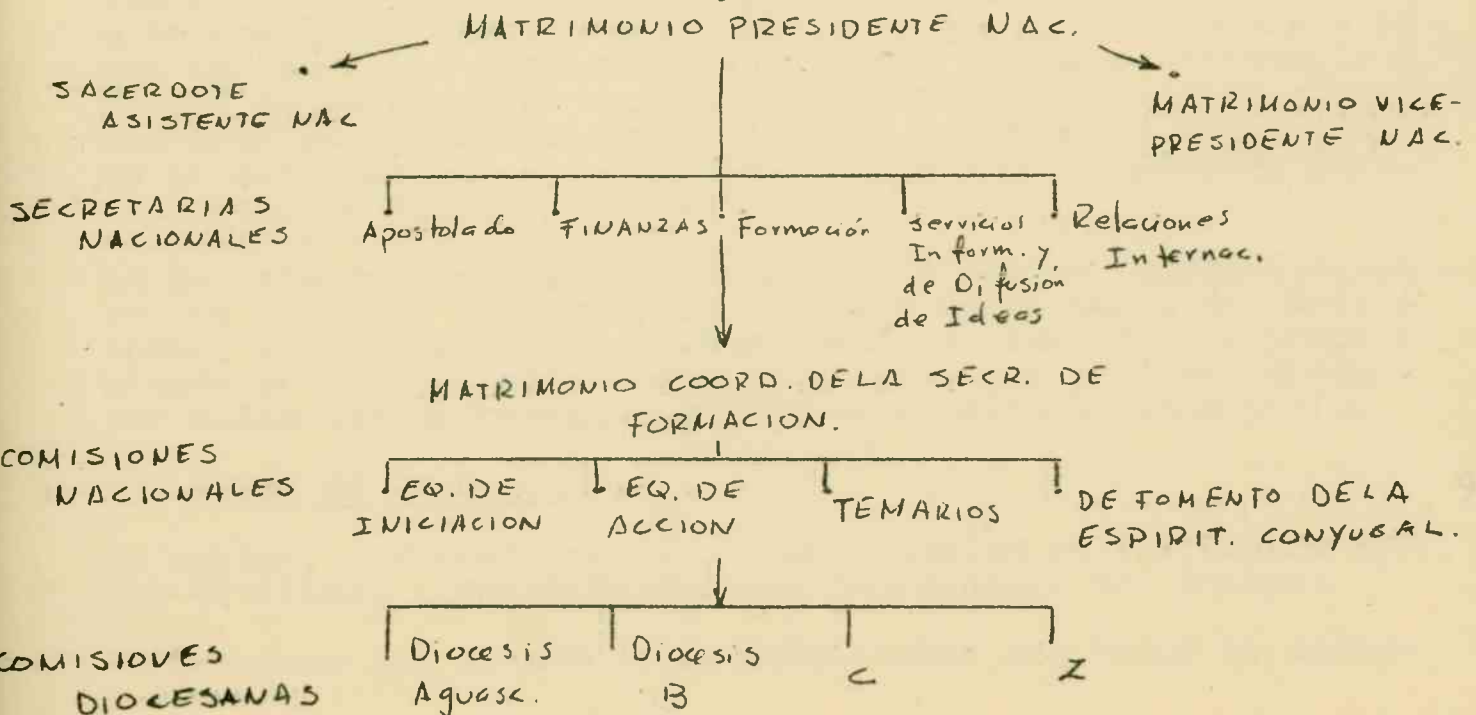 MATRIMONIO PRESIDENTE NAC.
SACERDOTE
ASISTENTE NAC
MATRIMONIO VICE-
PRESIDENTE NAC.
SECRETARIAS
NACIONALES
Apostolado
FINANZAS
Formación
servicios
Inform. y
de Difusión
de Ideas
Relaciones
Internac.
MATRIMONIO COORD. DE LA SECR. DE
FORMACION.
COMISIONES
NACIONALES
EQ. DE
INICIACION
EQ. DE
ACCION
TEMARIOS
DE FOMENTO DE LA
ESPIRIT. CONYUGAL.
COMISIONES
DIOCESANAS
Diocesis
Aguasc.
Diocesis
B
C
Z